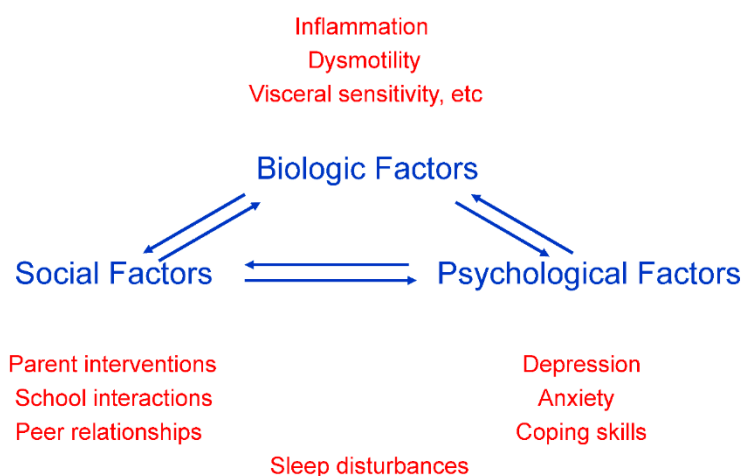 Inflammation
Dysmotility
Visceral sensitivity, etc
Biologic Factors
Social Factors
Psychological Factors
Parent interventions
School interactions
Peer relationships
Depression
Anxiety
Coping skills
Sleep disturbances